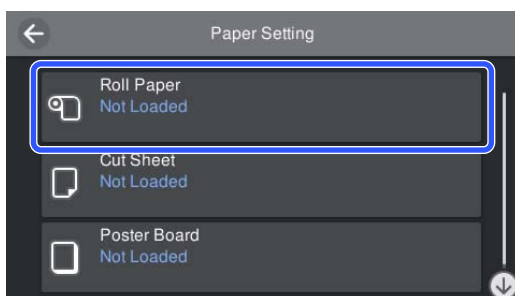 Paper Setting
Roll Paper
Not Loaded
Cut Sheet
Not Loaded
Poster Board
Not Loaded